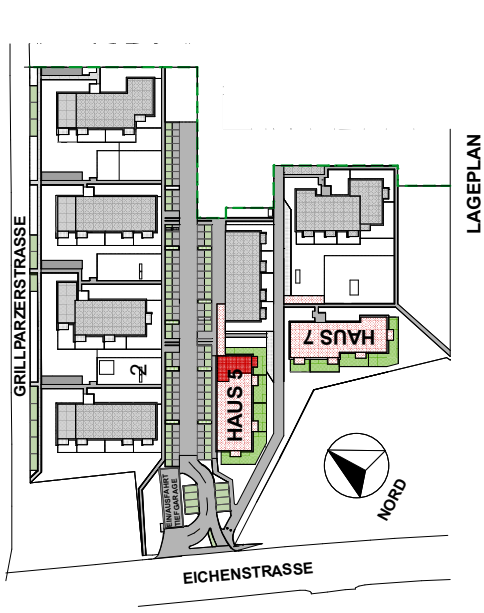 LAGEPLAN
GRILLPARZERSTRASSE
HAUS 7
2
HAUS 5
EIN/AUSFAHRT
TIEFGARAGE
NORD
EICHENSTRASSE